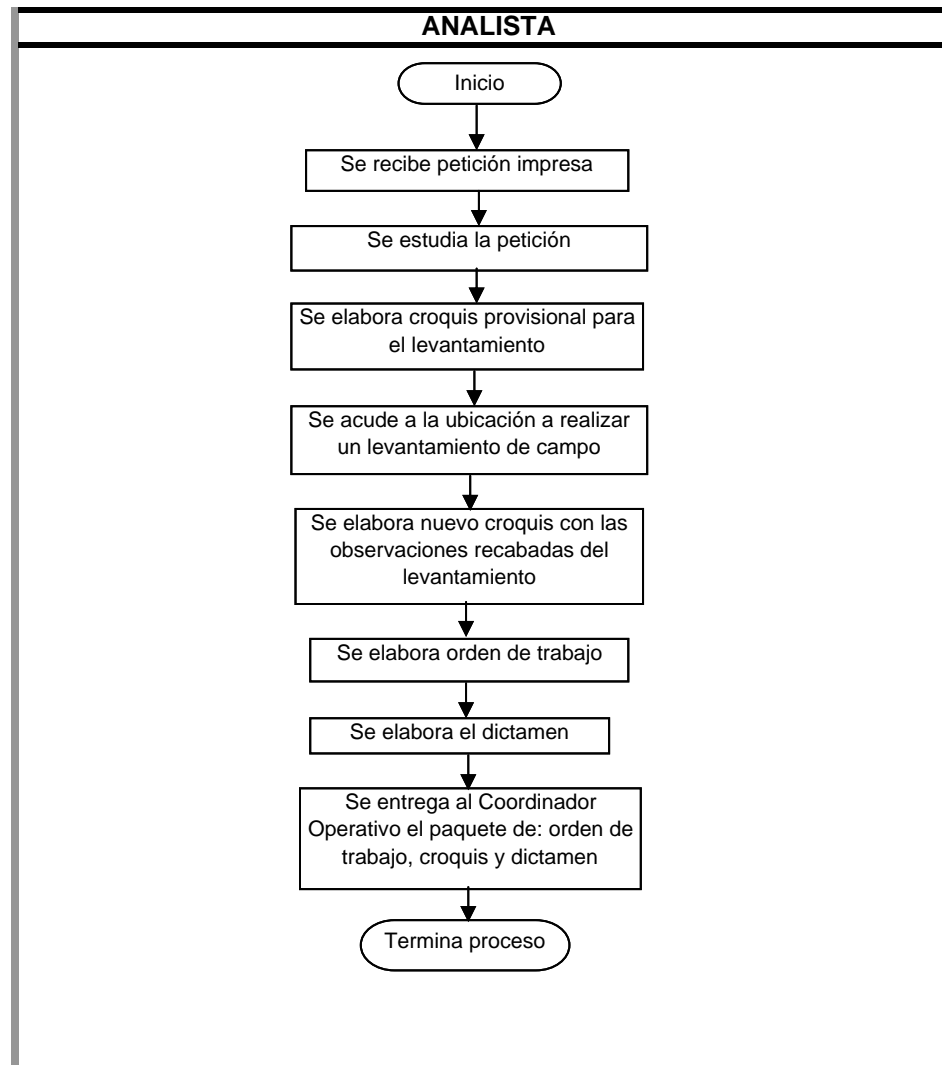 ANALISTA
Inicio
Se recibe petición impresa
Se estudia la petición
Se elabora croquis provisional para
el levantamiento
Se acude a la ubicación a realizar
un levantamiento de campo
Se elabora nuevo croquis con las
observaciones recabadas del
levantamiento
Se elabora orden de trabajo
Se elabora el dictamen
Se entrega al Coordinador
Operativo el paquete de: orden de
trabajo, croquis y dictamen
Termina proceso